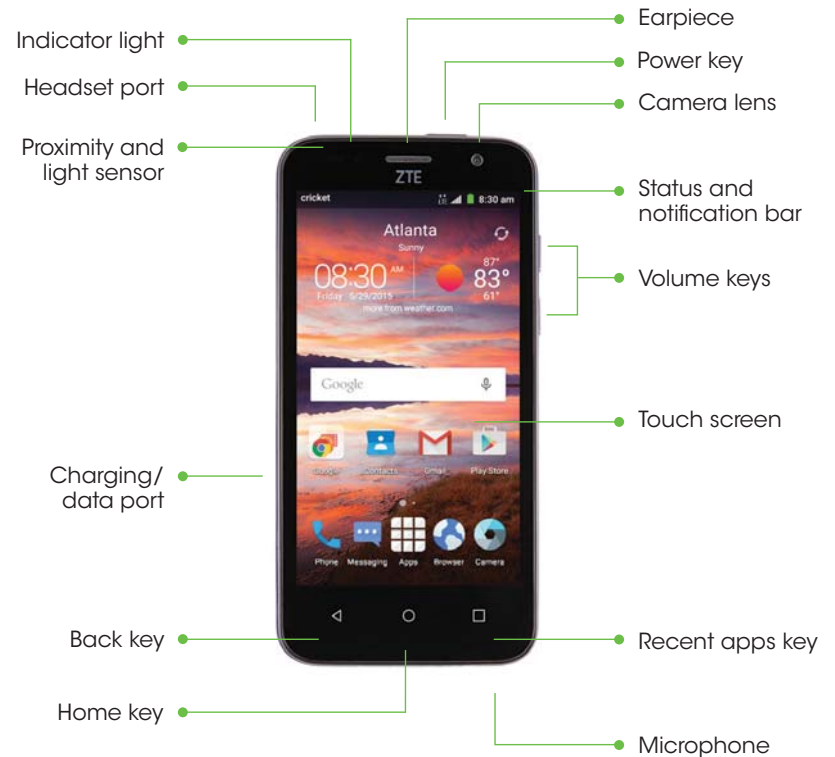 Indicator light
Headset port
Proximity and
light sensor
Charging/
data port
Back key
Home key
Earpiece
Power key
Camera lens
Status and
notification bar
Volume keys
Touch screen
Recent apps key
Microphone
ZTE
cricket 8:30 am
Atlanta
Sunny
08:30 AM
Friday 5/29/2015
87°
83°
61°
more from weather.com
Google
Google Contacts Gmail Play Store
Phone Messaging Apps Browser Camera